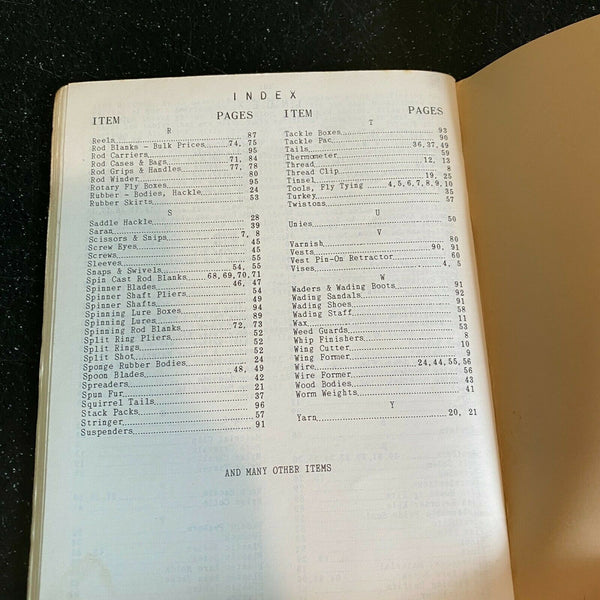 INDEX
ITEM PAGES
R
Reels 87
Rod Blanks - Bulk Prices 74, 75
Rod Carriers 95
Rod Cases & Bags 71, 84
Rod Grips & Handles 77, 78
Rod Winder 80
Rotary Fly Boxes 95
Rubber - Bodies, Hackle 24
Rubber Skirts 53
S
Saddle Hackle 28
Saran 39
Scissors & Snips 7, 8
Screw Eyes 45
Screws 45
Sleeves 55
Snaps & Swivels 54, 55
Spin Cast Rod Blanks 68,69,70,71
Spinner Blades 46, 47
Spinner Shaft Pliers 54
Spinner Shafts 49
Spinning Lure Boxes 94
Spinning Lures 89
Spinning Rod Blanks 72, 73
Split Ring Pliers 52
Split Rings 52
Split Shot 52
Sponge Rubber Bodies 24
Spoon Blades 48, 49
Spreaders 42
Spun Fur 21
Squirrel Tails 37
Stack Packs 96
Stringer 57
Suspenders 91
ITEM PAGES
T
Tackle Boxes 93
Tackle Pac 90
Tails 36,37,49
Thermometer 59
Thread 12, 13
Thread Clip 8
Tinsel 19, 25
Tools, Fly Tying 4,5,6,7,8,9,10
Turkey 35
Twistons 57
U
Unies 50
V
Varnish 80
Vests 90, 91
Vest Pin-On Retractor 60
Vises 4, 5
W
Waders & Wading Boots 91
Wading Sandals 92
Wading Shoes 91
Wading Staff 58
Wax 11
Weed Guards 53
Whip Finishers 8
Wing Cutter 10
Wing Former 9
Wire 24,44,55,56
Wire Former 56
Wood Bodies 43
Worm Weights 41
Y
Yarn 20, 21
AND MANY OTHER ITEMS